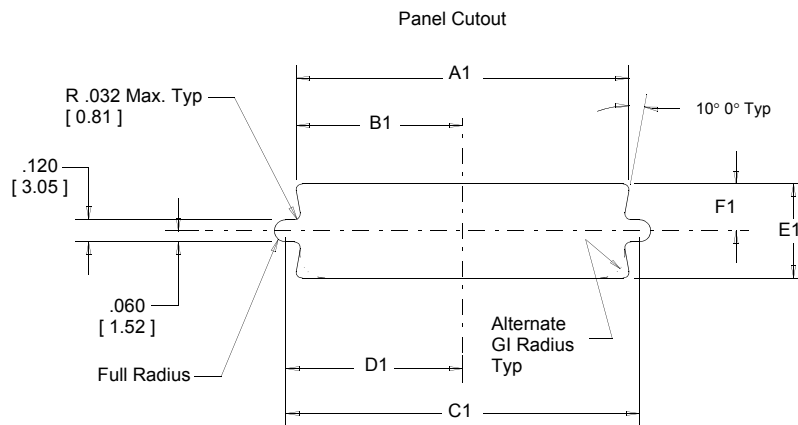 Panel Cutout
A1
R .032 Max. Typ
[ 0.81 ]
10° 0° Typ
B1
.120
[ 3.05 ]
F1
E1
.060
[ 1.52 ]
Alternate
GI Radius
Typ
D1
Full Radius
C1